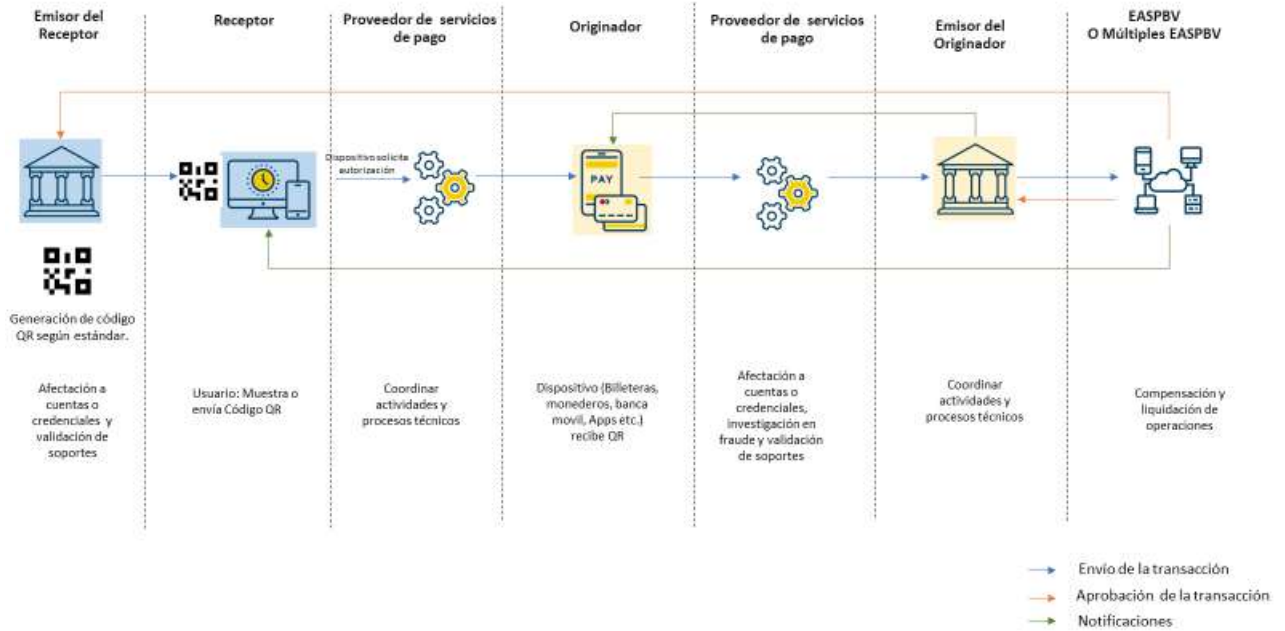 Emisor del
Receptor
Receptor
Proveedor de servicios
de pago
Originador
Proveedor de servicios
de pago
Emisor del
Originador
EASPBV
O Múltiples EASPBV
Dispositivo solicita
autorización
PAY
Generación de código
QR según estándar.
Afectación a
cuentas o
credenciales y
validación de
soportes
Usuario: Muestra o
envía Código QR
Coordinar
actividades y
procesos técnicos
Dispositivo (Billeteras,
monederos, banca
movil, Apps etc.)
recibe QR
Afectación a
cuentas o
credenciales,
investigación en
fraude y validación
de soportes
Coordinar
actividades y
procesos técnicos
Compensación y
liquidación de
operaciones
Envío de la transacción
Aprobación de la transacción
Notificaciones